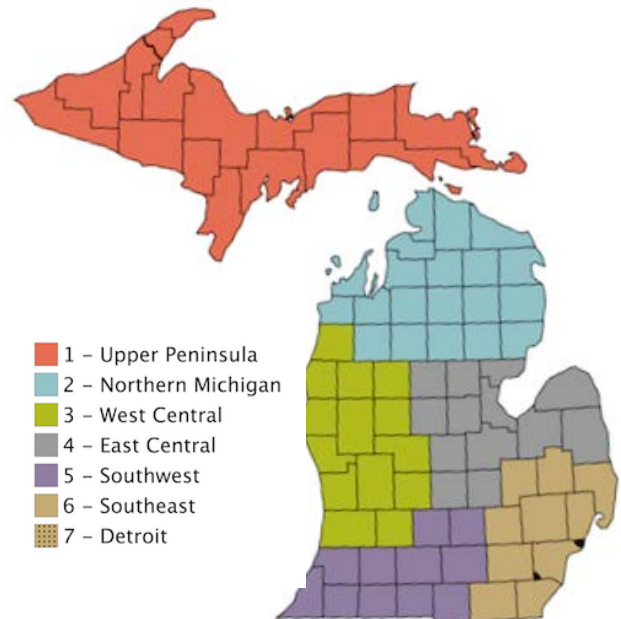 1 – Upper Peninsula
2 – Northern Michigan
3 – West Central
4 – East Central
5 – Southwest
6 – Southeast
7 – Detroit